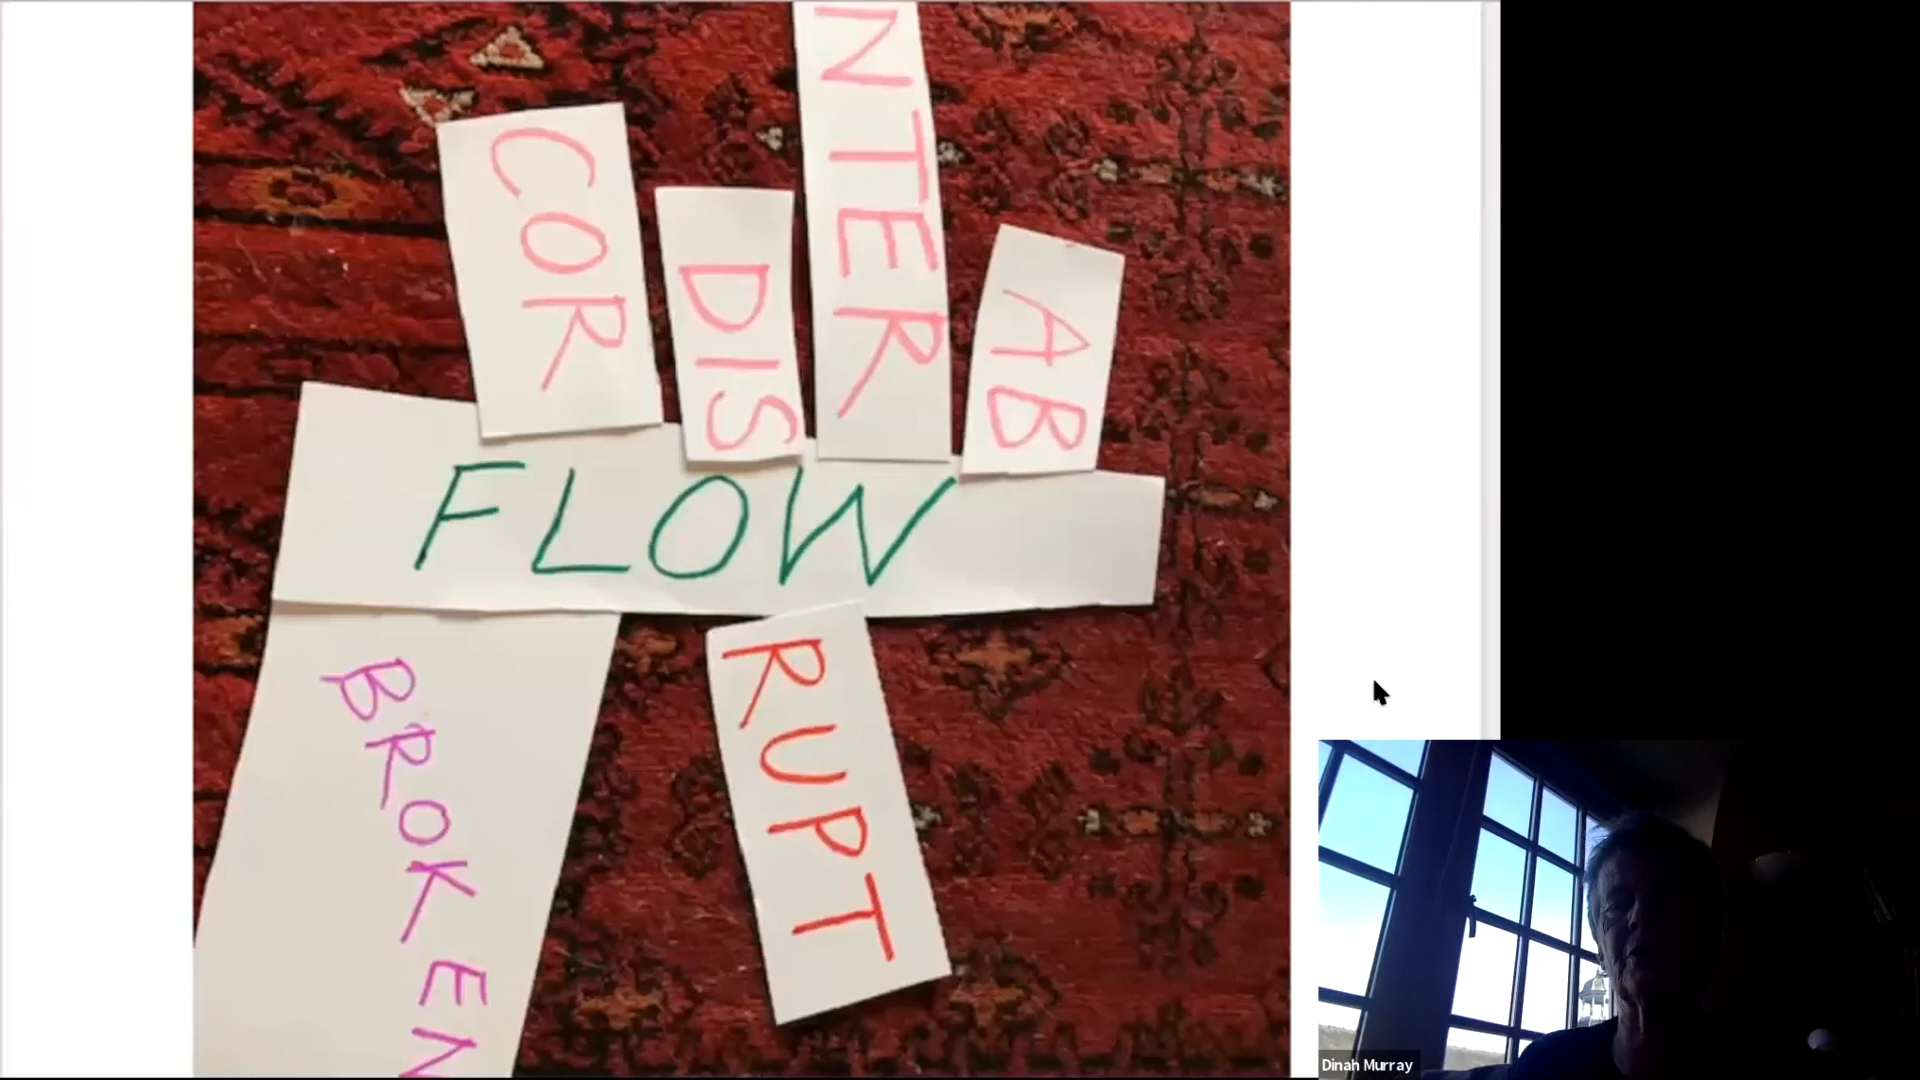 COR
DIS
NTER
AB
FLOW
BROKEN
RUPT
Dinah Murray